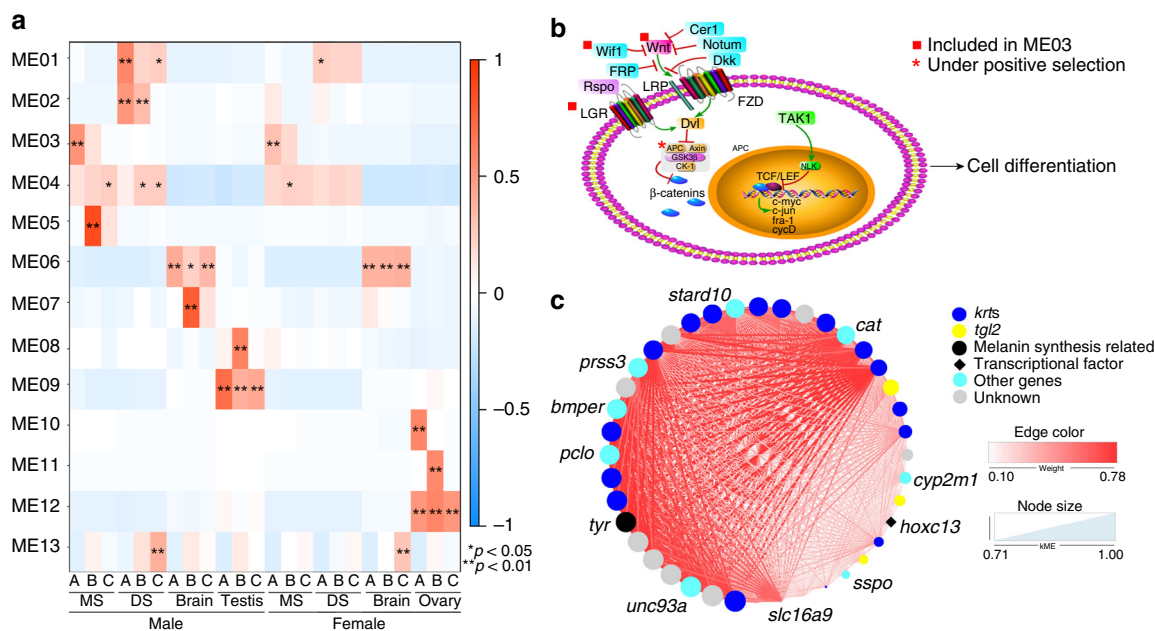 a
ME01
ME02
ME03
ME04
ME05
ME06
ME07
ME08
ME09
ME10
ME11
ME12
ME13
** * *
** **
** **
* * * *
**
** * ** ** ** **
**
**
** ** **
**
**
** ** **
** **
1
0.5
0
−0.5
−1
*p < 0.05
**p < 0.01
A B C A B C A B C A B C A B C A B C A B C A B C
MS DS Brain Testis MS DS Brain Ovary
Male Female
b
Cer1
Wif1 Wnt Notum
FRP Dkk
Rspo LRP
LGR FZD
Dvl
* APC Axin
GSK3β
CK-1
β-catenins
APC
TAK1
NLK
TCF/LEF
c-myc
c-jun
fra-1
cycD
Cell differentiation
Included in ME03
* Under positive selection
c
stard10
cat
prss3
bmper
pclo
tyr
unc93a
slc16a9
sspo
hoxc13
cyp2m1
krts
tgl2
Melanin synthesis related
Transcriptional factor
Other genes
Unknown
Edge color
Weight
0.10 0.78
Node size
kME
0.71 1.00